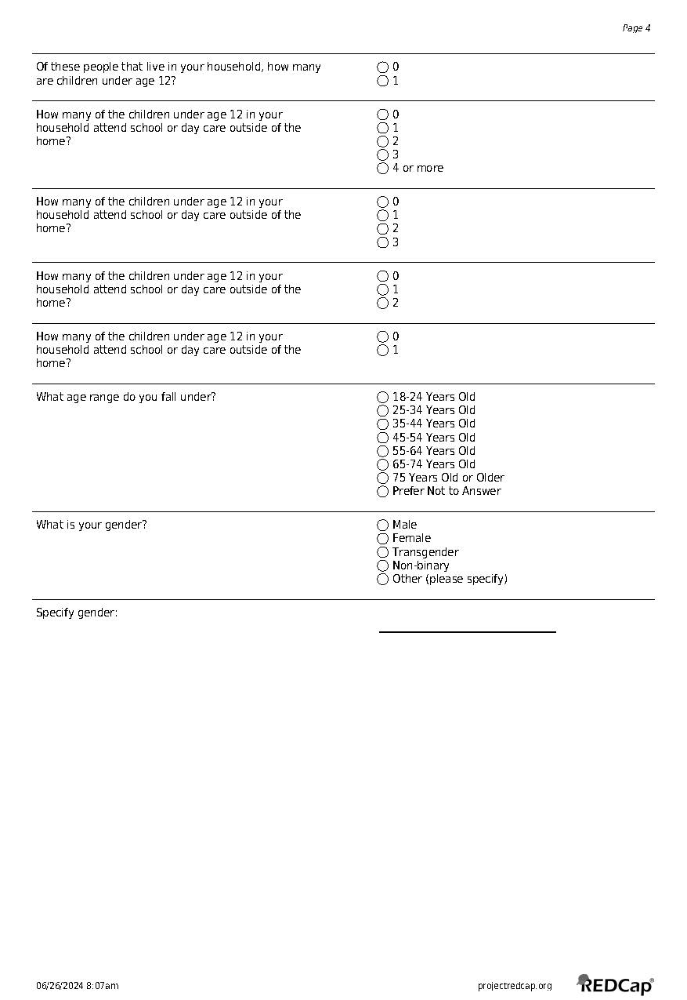 Page 4
Of these people that live in your household, how many
are children under age 12?
0
1
How many of the children under age 12 in your
household attend school or day care outside of the
home?
0
1
2
3
4 or more
How many of the children under age 12 in your
household attend school or day care outside of the
home?
0
1
2
3
How many of the children under age 12 in your
household attend school or day care outside of the
home?
0
1
2
How many of the children under age 12 in your
household attend school or day care outside of the
home?
0
1
What age range do you fall under?
18-24 Years Old
25-34 Years Old
35-44 Years Old
45-54 Years Old
55-64 Years Old
65-74 Years Old
75 Years Old or Older
Prefer Not to Answer
What is your gender?
Male
Female
Transgender
Non-binary
Other (please specify)
Specify gender:
06/26/2024 8:07am
projectredcap.org
REDCap®